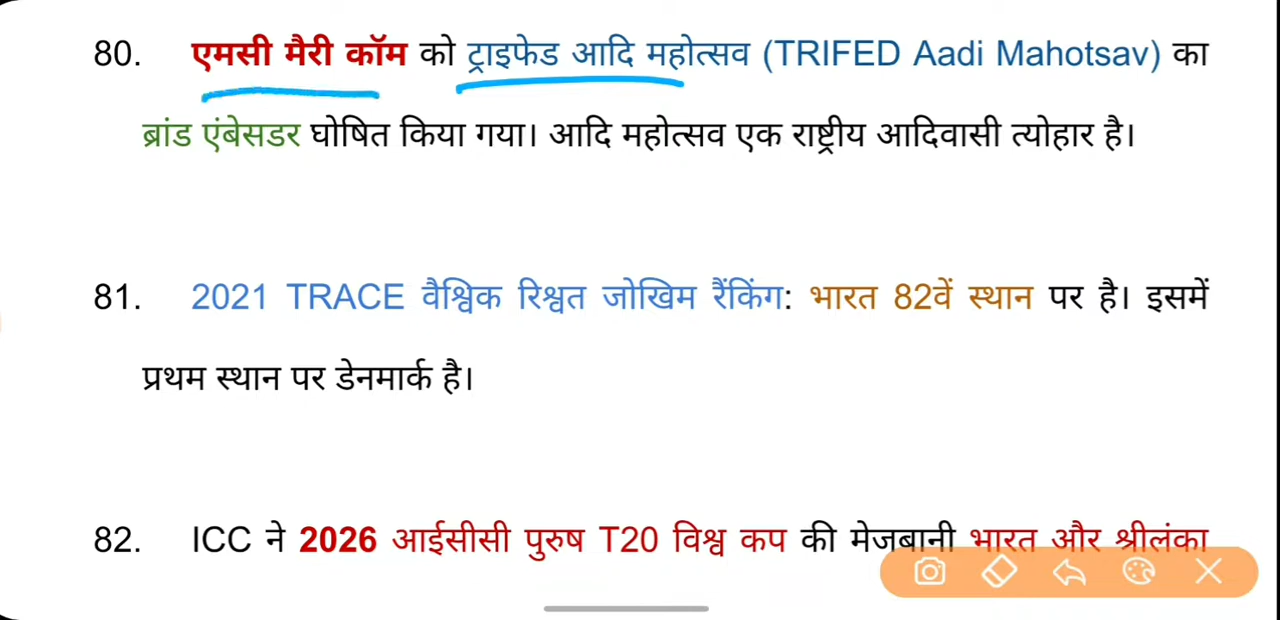 80. एमसी मैरी कॉम को ट्राइफेड आदि महोत्सव (TRIFED Aadi Mahotsav) का
ब्रांड एंबेसडर घोषित किया गया। आदि महोत्सव एक राष्ट्रीय आदिवासी त्योहार है।
81. 2021 TRACE वैश्विक रिश्वत जोखिम रैंकिंग: भारत 82वें स्थान पर है। इसमें
प्रथम स्थान पर डेनमार्क है।
82. ICC ने 2026 आईसीसी पुरुष T20 विश्व कप की मेजबानी भारत और श्रीलंका